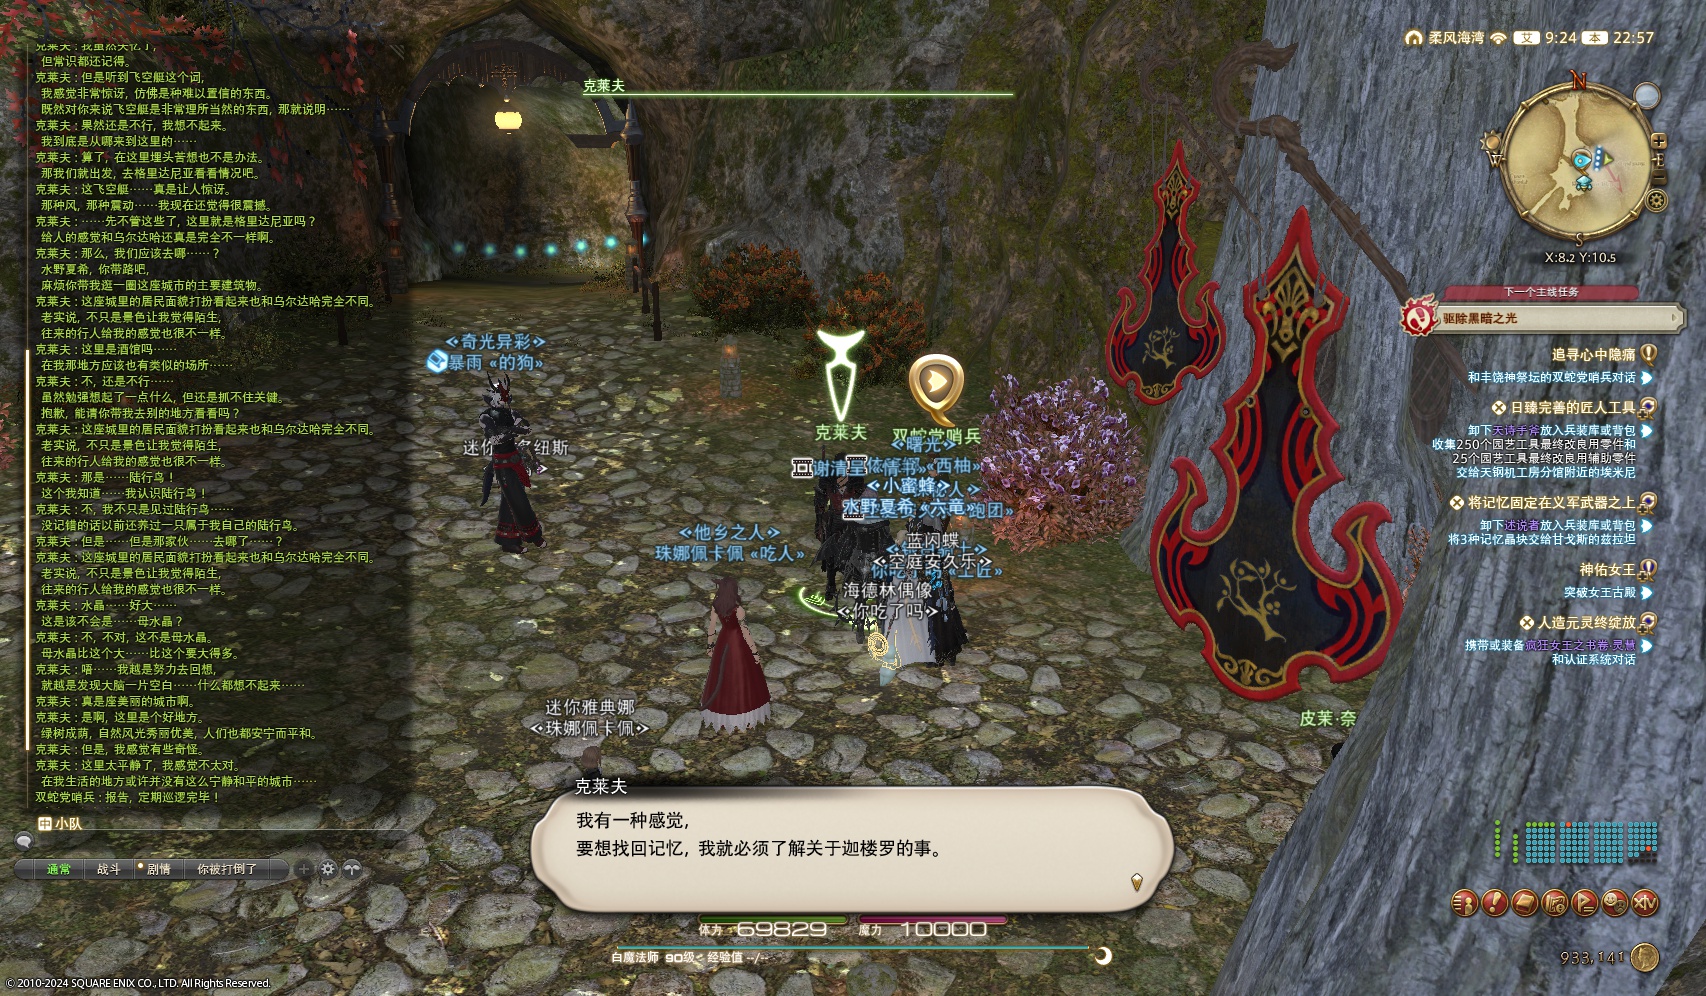 克莱夫：我虽然失忆了，
但常识都还记得。
克莱夫：但是听到飞空艇这个词，
我感觉非常惊讶，仿佛是种难以置信的东西。
既然对你来说飞空艇是非常理所当然的东西，那就说明……
克莱夫：果然还是不行，我想不起来。
我到底是从哪来到这里的……
克莱夫：算了，在这里埋头苦想也不是办法。
那我们就出发，去格里达尼亚看看情况吧。
克莱夫：这飞空艇……真是让人惊讶。
那种风，那种震动……我现在还觉得很震撼。
克莱夫：……先不管这些了，这里就是格里达尼亚吗？
给人的感觉和乌尔达哈还真是完全不一样啊。
克莱夫：那么，我们应该去哪……？
水野夏希，你带路吧，
麻烦你带我逛一圈这座城市的主要建筑物。
克莱夫：这座城里的居民面貌打扮看起来也和乌尔达哈完全不同。
老实说，不只是景色让我觉得陌生，
往来的行人给我的感觉也很不一样。
克莱夫：这里是酒馆吗……
在我那地方应该也有类似的场所……
克莱夫：不，还是不行……
虽然勉强想起了一点什么，但还是抓不住关键。
抱歉，能请你带我去别的地方看看吗？
克莱夫：这座城里的居民面貌打扮看起来也和乌尔达哈完全不同。
老实说，不只是景色让我觉得陌生，
往来的行人给我的感觉也很不一样。
克莱夫：那是……陆行鸟！
这个我知道……我认识陆行鸟！
克莱夫：不，我不只是见过陆行鸟……
没记错的话以前还养过一只属于我自己的陆行鸟。
克莱夫：但是……但是那家伙……去哪了……？
克莱夫：这座城里的居民面貌打扮看起来也和乌尔达哈完全不同。
老实说，不只是景色让我觉得陌生，
往来的行人给我的感觉也很不一样。
克莱夫：水晶……好大……
这是该不会是……母水晶？
克莱夫：不，不对，这不是母水晶。
母水晶比这个大……比这个要大得多。
克莱夫：唔……我越是努力去回想，
就越是发现大脑一片空白……什么都想不起来……
克莱夫：真是座美丽的城市啊。
克莱夫：是啊，这里是个好地方。
绿树成荫，自然风光秀丽优美，人们也都安宁而平和。
克莱夫：但是，我感觉有些奇怪。
克莱夫：这里太平静了，我感觉不太对。
在我生活的地方或许并没有这么宁静和平的城市……
双蛇党哨兵：报告，定期巡逻完毕！
中 小队
通常 战斗 剧情 你被打倒了
克莱夫
柔风海湾 艾 9:24 本 22:57
N
W
E
S
X:8.2 Y:10.5
下一个主线任务
驱除黑暗之光
追寻心中隐痛
和丰饶神祭坛的双蛇党哨兵对话
日臻完善的匠人工具
卸下天诗手斧放入兵装库或背包
收集250个园艺工具最终改良用零件和
25个园艺工具最终改良用辅助零件
交给天钢机工房分馆附近的埃米尼
将记忆固定在义军武器之上
卸下述说者放入兵装库或背包
将3种记忆晶块交给甘戈斯的兹拉坦
神佑女王
突破女王古殿
人造元灵终绽放
携带或装备疯狂女王之书卷·灵慧
和认证系统对话
<奇光异彩>
暴雨 «的狗»
克莱夫
双蛇党哨兵
<曙光>
«西柚»
<小蜜蜂>
水野夏希 «六竜»
<他乡之人>
珠娜佩卡佩 «吃人»
蓝闪蝶
<空庭安久乐>
海德林偶像
<你吃了吗>
迷你雅典娜
<珠娜佩卡佩>
皮茉·奈
克莱夫
我有一种感觉，
要想找回记忆，我就必须了解关于迦楼罗的事。
体力 69829 魔力 10000
白魔法师 90级 经验值 --/--
933,141
© 2010-2024 SQUARE ENIX CO., LTD. All Rights Reserved.